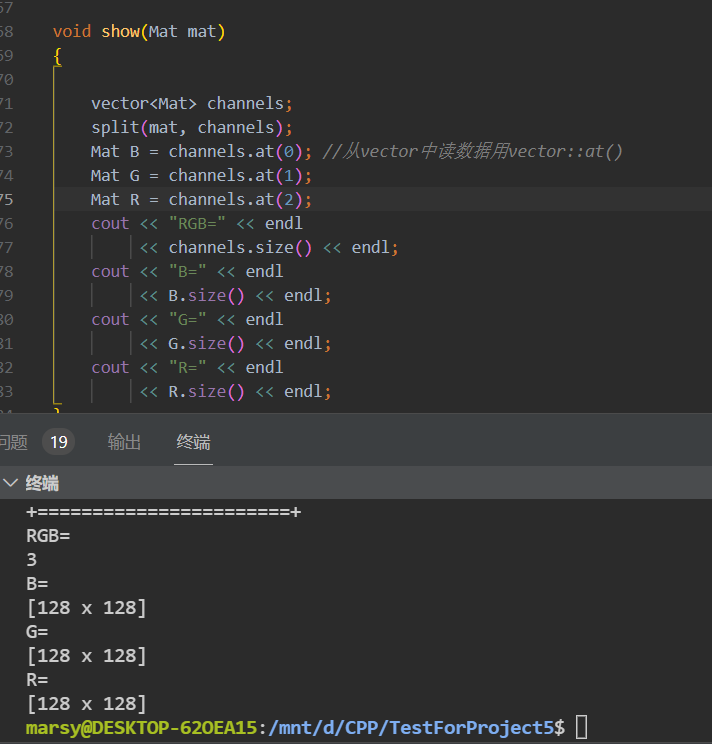 57
58 void show(Mat mat)
59 {
70
71 vector<Mat> channels;
72 split(mat, channels);
73 Mat B = channels.at(0); //从vector中读数据用vector::at()
74 Mat G = channels.at(1);
75 Mat R = channels.at(2);
76 cout << "RGB=" << endl
77 << channels.size() << endl;
78 cout << "B=" << endl
79 << B.size() << endl;
80 cout << "G=" << endl
81 << G.size() << endl;
82 cout << "R=" << endl
83 << R.size() << endl;
}
问题 19 输出 终端
终端
+=======================+
RGB=
3
B=
[128 x 128]
G=
[128 x 128]
R=
[128 x 128]
marsy@DESKTOP-62OEA15:/mnt/d/CPP/TestForProject5$